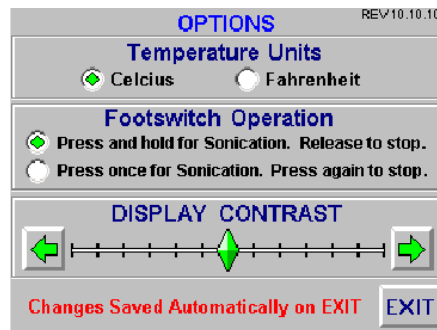 OPTIONS
REV10.10.10
Temperature Units
Celcius
Fahrenheit
Footswitch Operation
Press and hold for Sonication. Release to stop.
Press once for Sonication. Press again to stop.
DISPLAY CONTRAST
Changes Saved Automatically on EXIT
EXIT